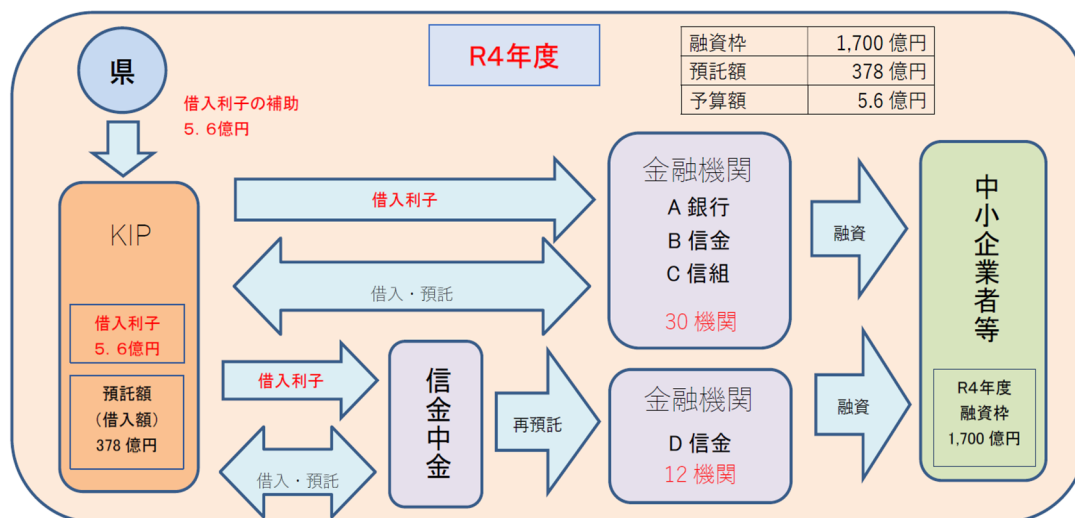 県
借入利子の補助
５．６億円
R4年度
融資枠 1,700 億円
預託額 378 億円
予算額 5.6 億円
KIP
借入利子
５．６億円
預託額
（借入額）
378 億円
借入利子
借入・預託
借入利子
借入・預託
信金中金
再預託
金融機関
A 銀行
B 信金
C 信組
30 機関
金融機関
D 信金
12 機関
融資
融資
中小企業者等
R4年度
融資枠
1,700 億円